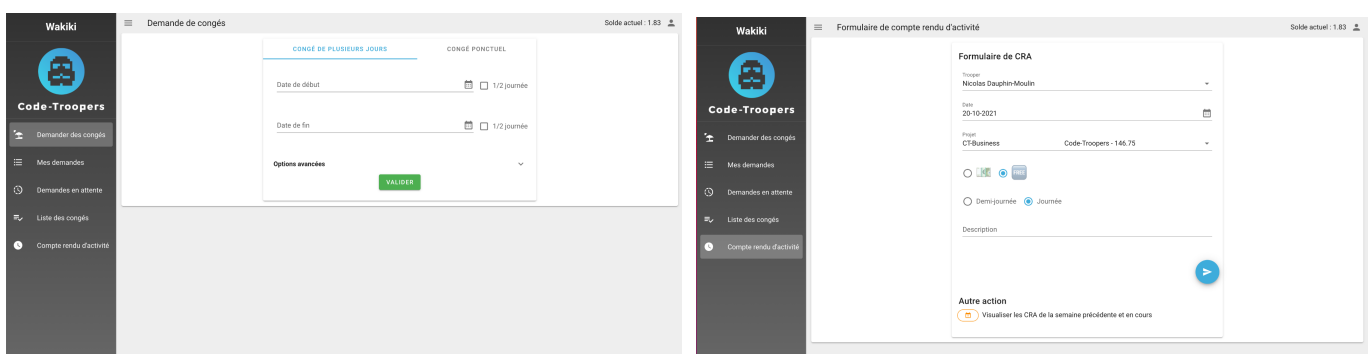 Wakiki
Code-Troopers
Demander des congés
Mes demandes
Demandes en attente
Liste des congés
Compte rendu d'activité
Demande de congés
Solde actuel : 1.83
CONGÉ DE PLUSIEURS JOURS
CONGÉ PONCTUEL
Date de début
1/2 journée
Date de fin
1/2 journée
Options avancées
VALIDER
Wakiki
Code-Troopers
Demander des congés
Mes demandes
Demandes en attente
Liste des congés
Compte rendu d'activité
Formulaire de compte rendu d'activité
Solde actuel : 1.83
Formulaire de CRA
Trooper
Nicolas Dauphin-Moulin
Date
20-10-2021
Projet
CT-Business Code-Troopers - 146.75
FREE
Demi-journée Journée
Description
Autre action
Visualiser les CRA de la semaine précédente et en cours